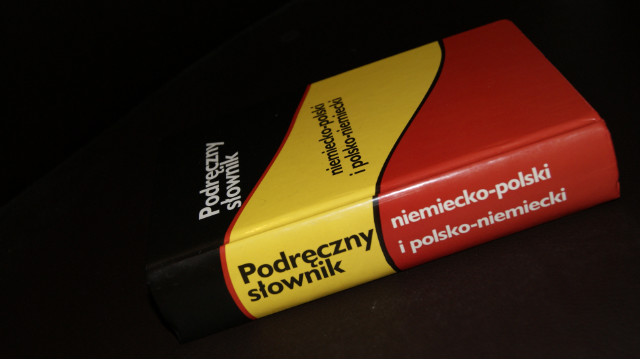 Podręczny
słownik
niemiecko-polski
i polsko-niemiecki
Podręczny
słownik
niemiecko-polski
i polsko-niemiecki